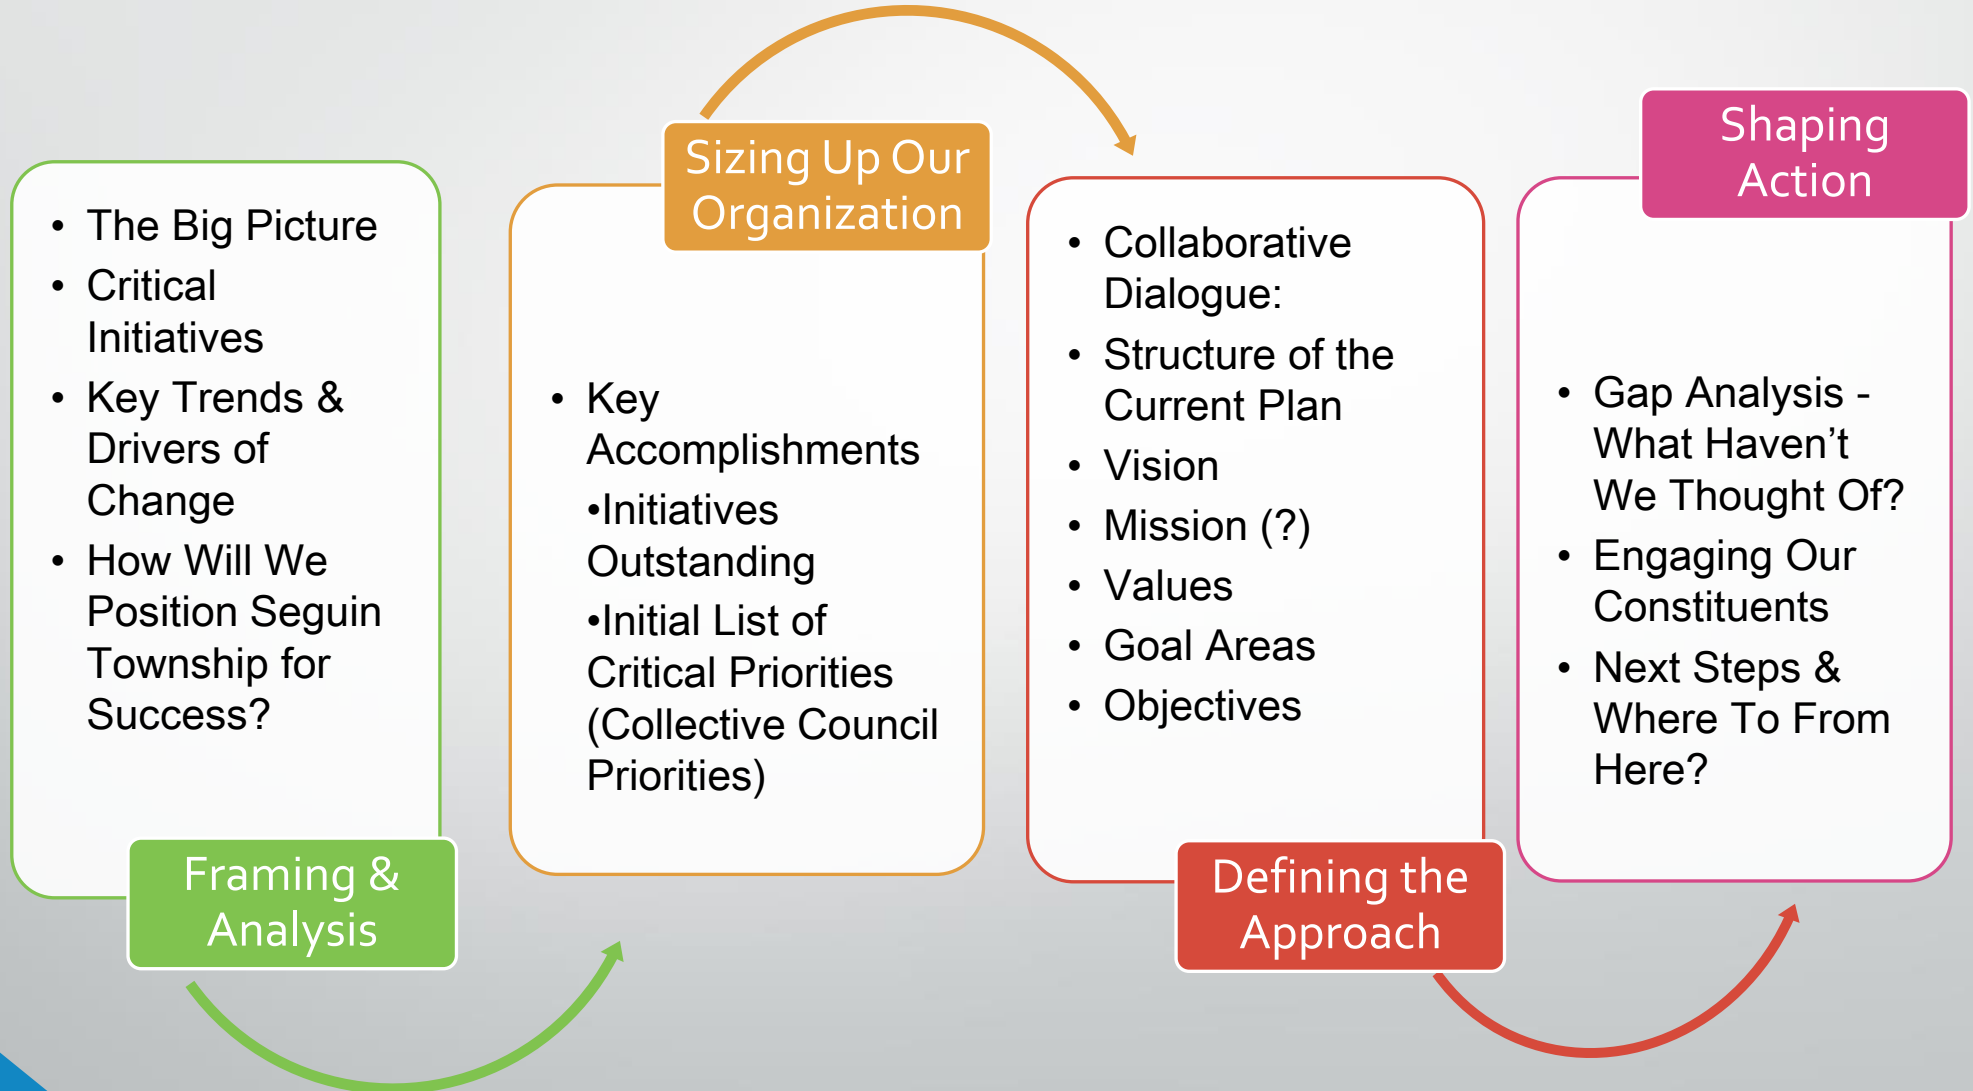 • The Big Picture
• Critical
Initiatives
• Key Trends &
Drivers of
Change
• How Will We
Position Seguin
Township for
Success?
Framing &
Analysis
Sizing Up Our
Organization
• Key
Accomplishments
•Initiatives
Outstanding
•Initial List of
Critical Priorities
(Collective Council
Priorities)
• Collaborative
Dialogue:
• Structure of the
Current Plan
• Vision
• Mission (?)
• Values
• Goal Areas
• Objectives
Defining the
Approach
Shaping
Action
• Gap Analysis -
What Haven’t
We Thought Of?
• Engaging Our
Constituents
• Next Steps &
Where To From
Here?